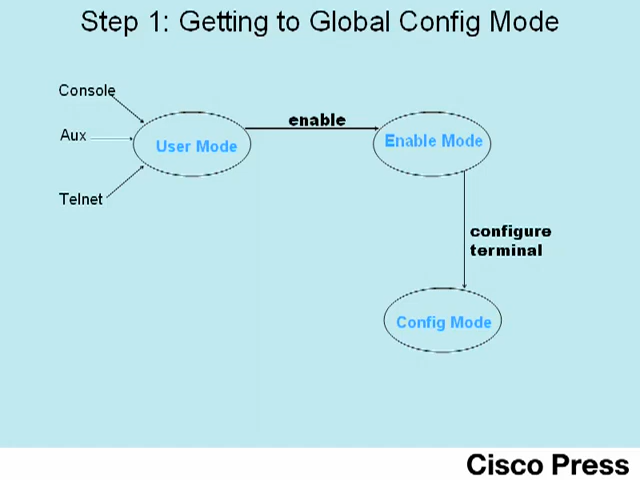 Step 1: Getting to Global Config Mode
Console
enable
Aux
User Mode
Enable Mode
Telnet
configure
terminal
Config Mode
Cisco Press